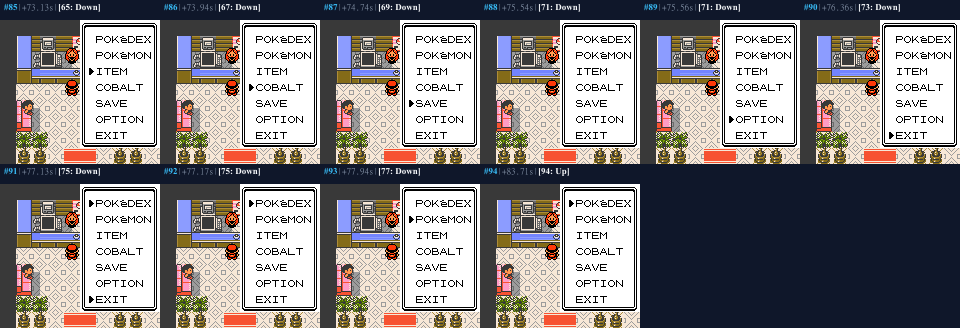 #85|+73.13s| [65: Down]
POKéDEX
POKéMON
▶ITEM
COBALT
SAVE
OPTION
EXIT
#86|+73.94s| [67: Down]
POKéDEX
POKéMON
ITEM
▶COBALT
SAVE
OPTION
EXIT
#87|+74.74s| [69: Down]
POKéDEX
POKéMON
ITEM
COBALT
▶SAVE
OPTION
EXIT
#88|+75.54s| [71: Down]
POKéDEX
POKéMON
ITEM
COBALT
SAVE
OPTION
EXIT
#89|+75.56s| [71: Down]
POKéDEX
POKéMON
ITEM
COBALT
SAVE
▶OPTION
EXIT
#90|+76.36s| [73: Down]
POKéDEX
POKéMON
ITEM
COBALT
SAVE
OPTION
▶EXIT
#91|+77.13s| [75: Down]
▶POKéDEX
POKéMON
ITEM
COBALT
SAVE
OPTION
▶EXIT
#92|+77.17s| [75: Down]
▶POKéDEX
POKéMON
ITEM
COBALT
SAVE
OPTION
EXIT
#93|+77.94s| [77: Down]
POKéDEX
▶POKéMON
ITEM
COBALT
SAVE
OPTION
EXIT
#94|+83.71s| [94: Up]
▶POKéDEX
POKéMON
ITEM
COBALT
SAVE
OPTION
EXIT